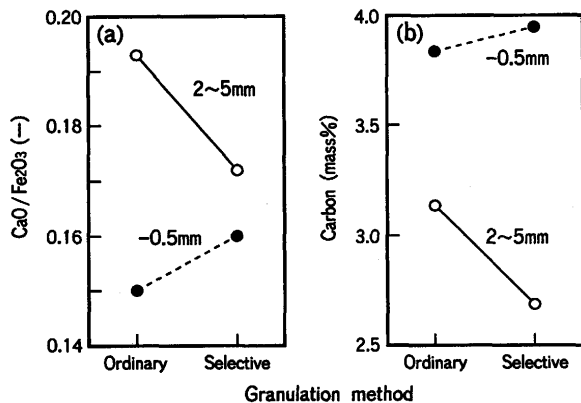 (a)
0.20
0.18
0.16
0.14
CaO/Fe2O3 (—)
2~5mm
-0.5mm
Ordinary Selective
(b)
4.0
3.5
3.0
2.5
Carbon (mass%)
-0.5mm
2~5mm
Ordinary Selective
Granulation method